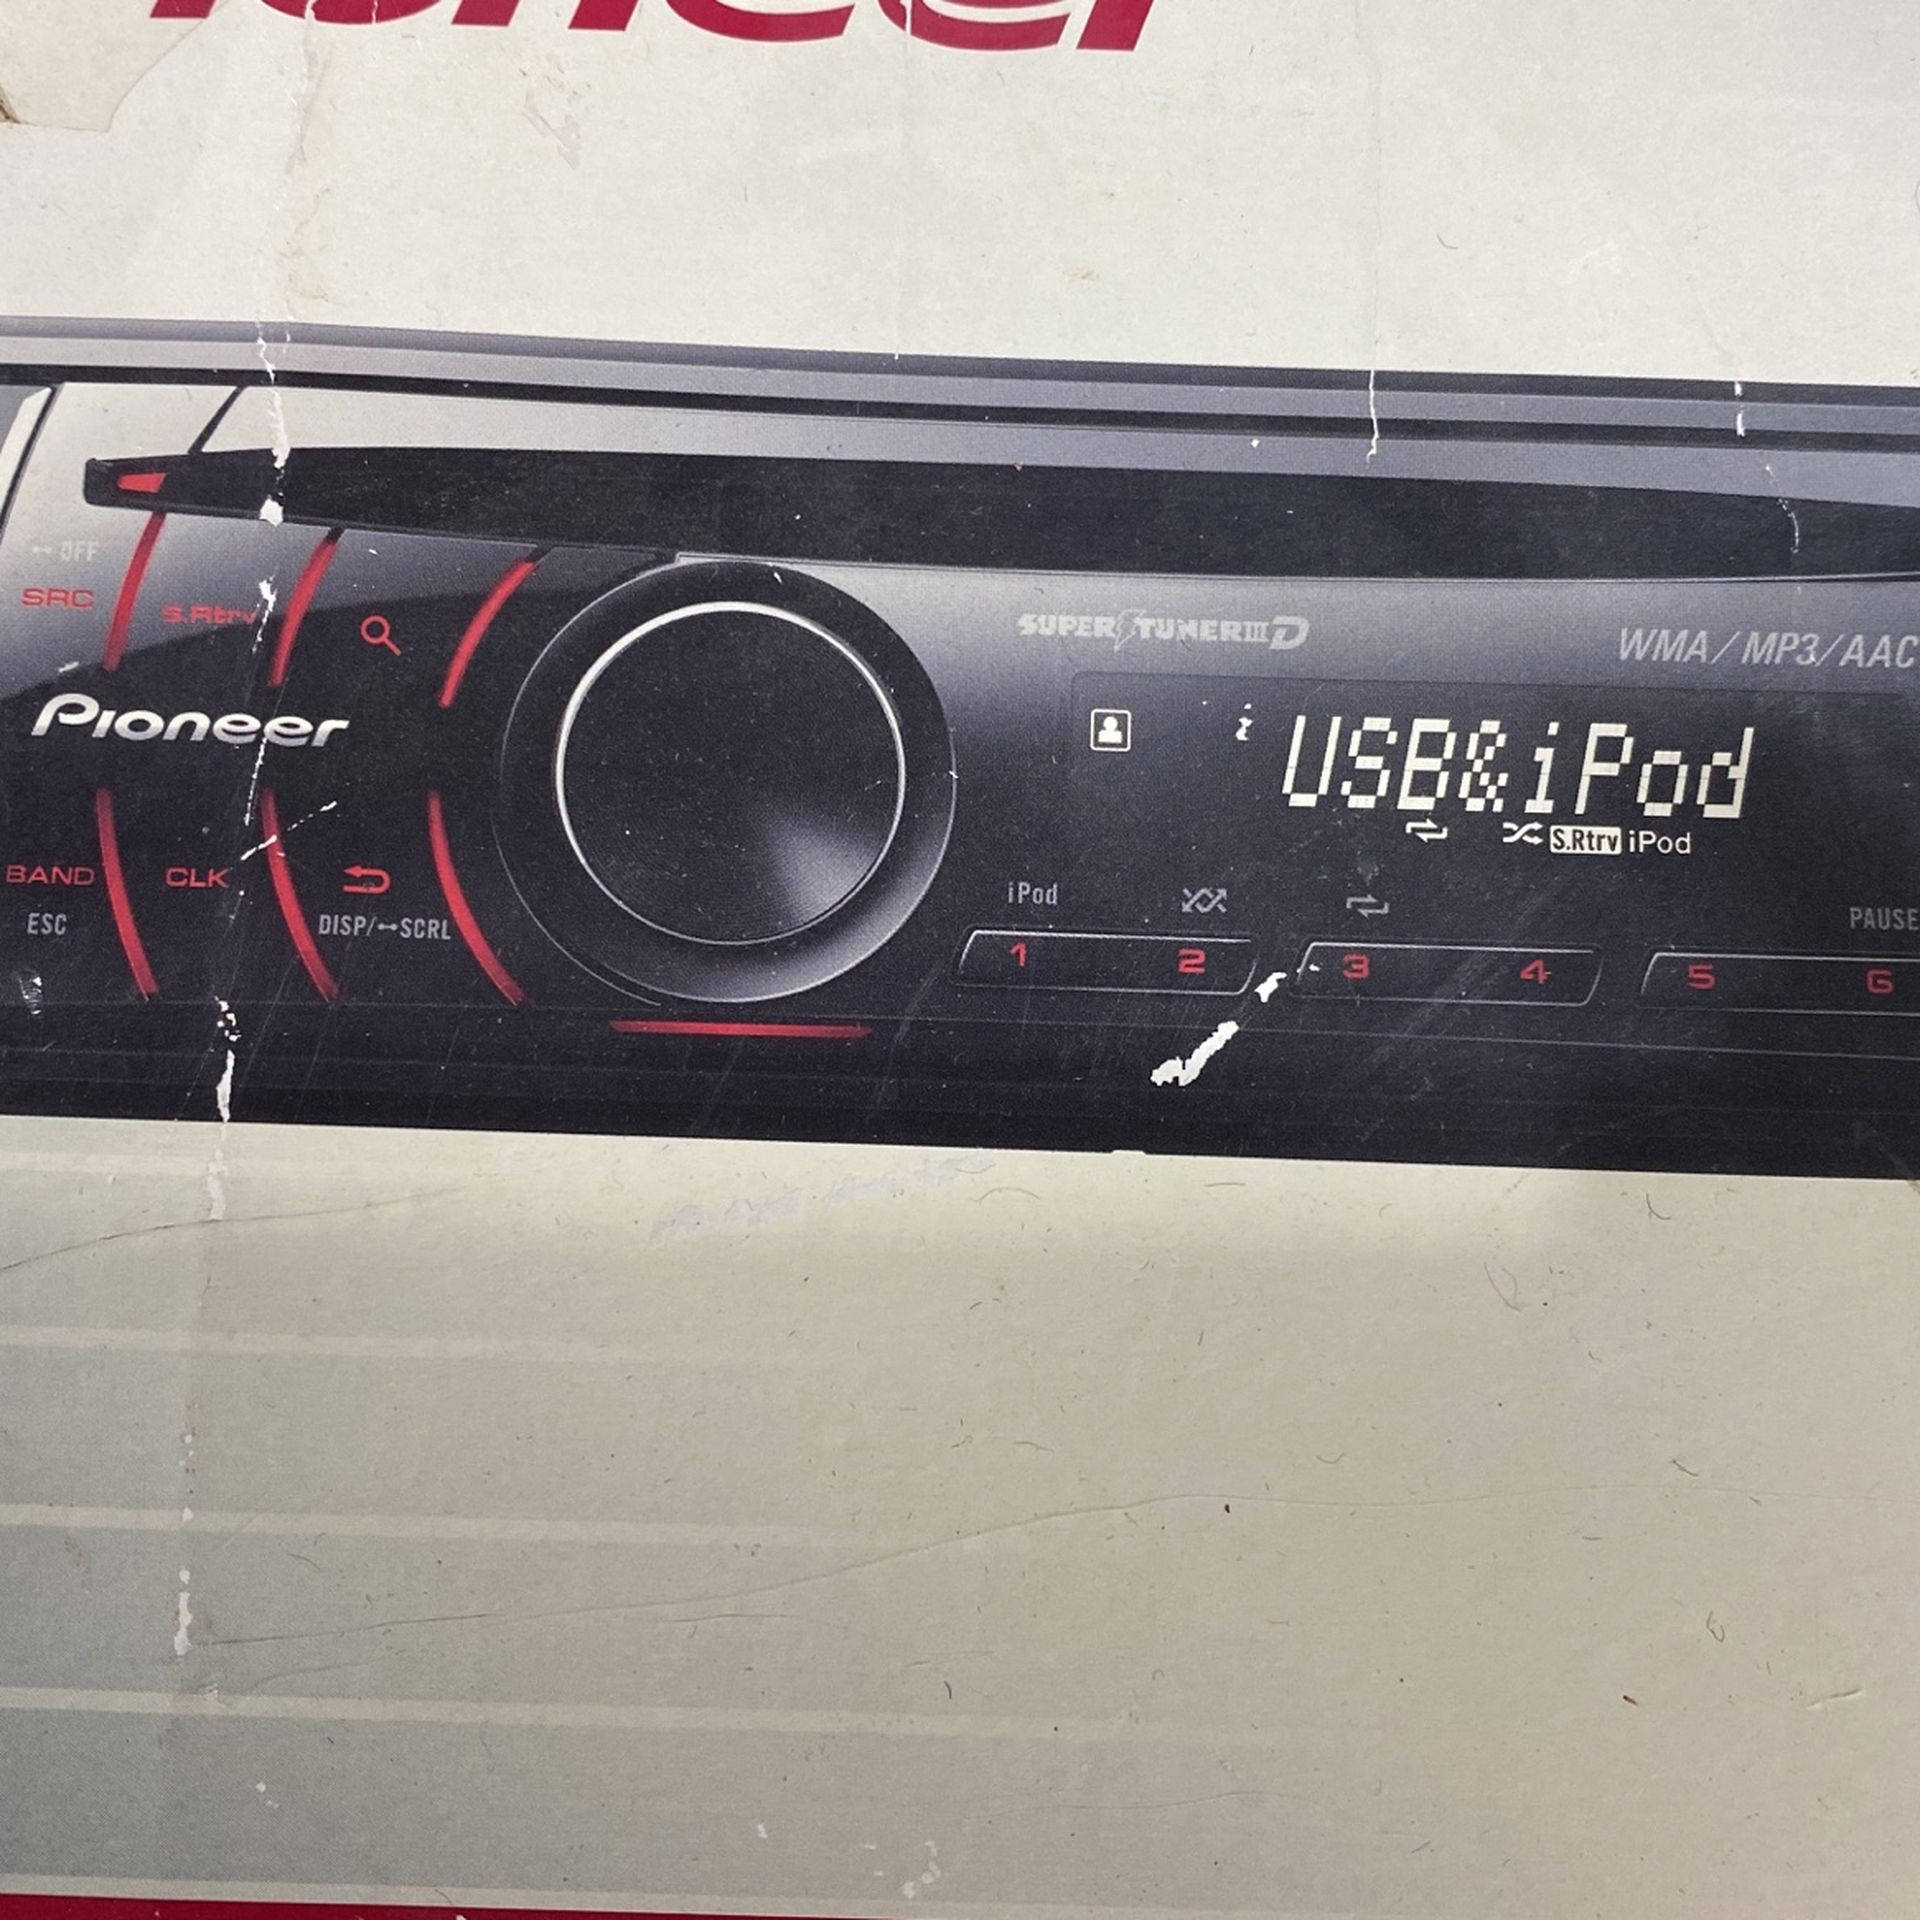 Pioneer
OFF
SRC
S.Rtrv
SUPER TUNER III D
WMA/MP3/AAC
Pioneer
USB&iPod
S.Rtrv iPod
BAND
CLK
ESC
DISP/ SCRL
iPod
PAUSE
1 2 3 4 5 6